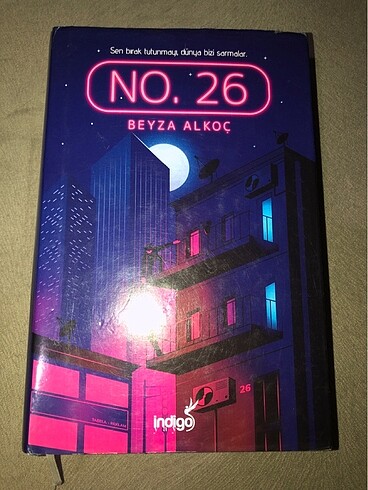 Sen bırak tutunmayı, dünya bizi sarmalar.
NO. 26
BEYZA ALKOÇ
26
indigo